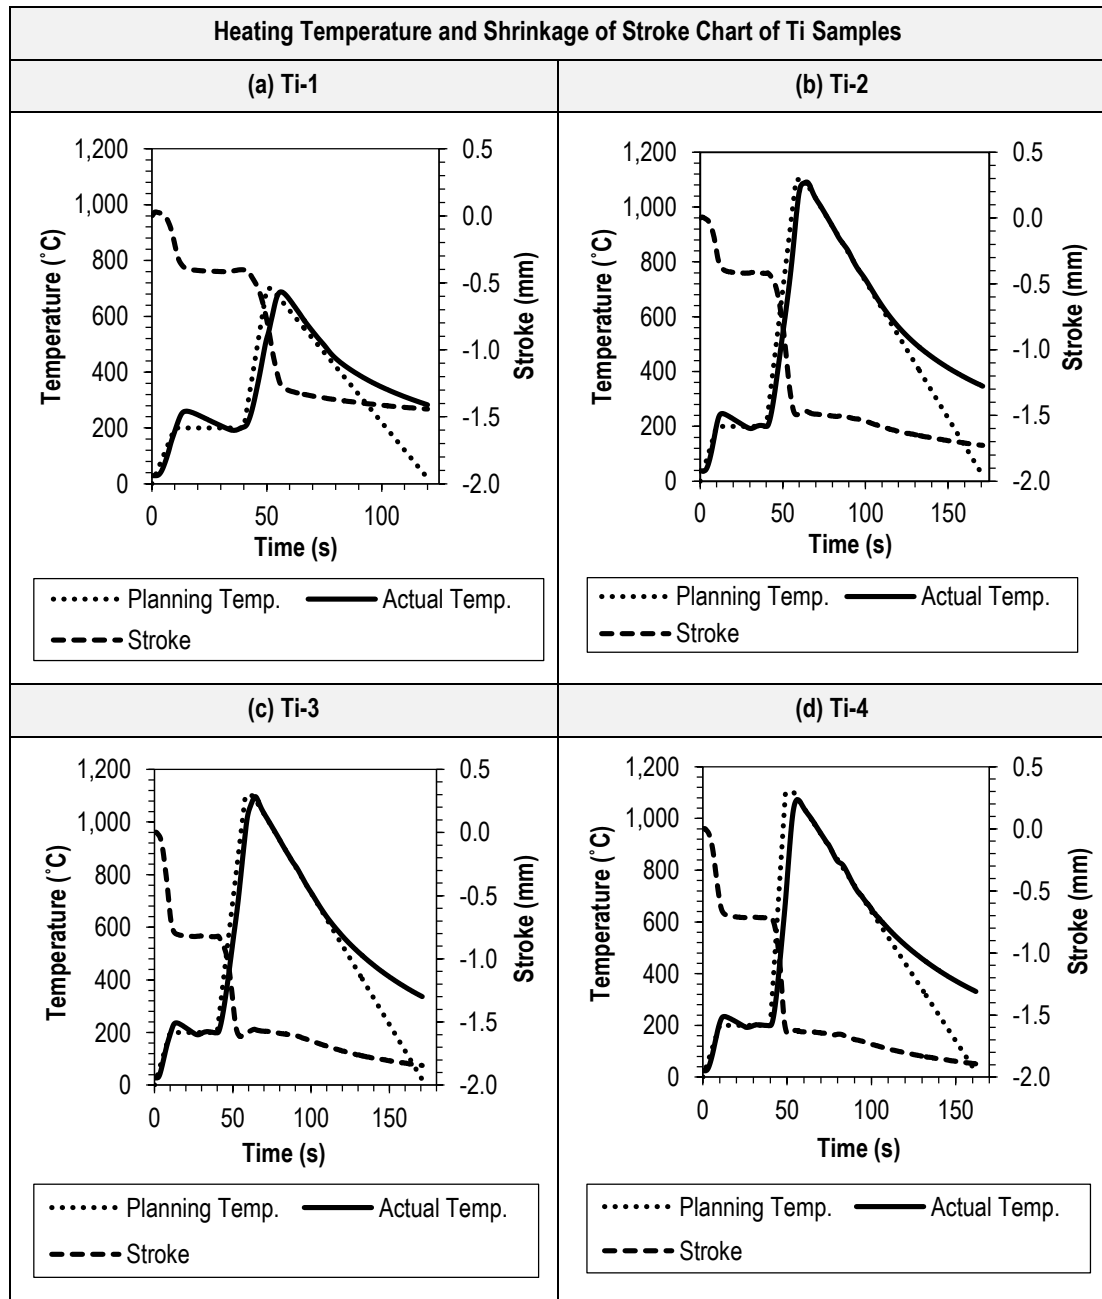 Heating Temperature and Shrinkage of Stroke Chart of Ti Samples
(a) Ti-1
(b) Ti-2
1,200
1,000
800
600
400
200
0
Temperature (˚C)
0.5
0.0
-0.5
-1.0
-1.5
-2.0
Stroke (mm)
0 50 100
Time (s)
Planning Temp. Actual Temp.
Stroke
1,200
1,000
800
600
400
200
0
Temperature (˚C)
0.5
0.0
-0.5
-1.0
-1.5
-2.0
Stroke (mm)
0 50 100 150
Time (s)
Planning Temp. Actual Temp.
Stroke
(c) Ti-3
(d) Ti-4
1,200
1,000
800
600
400
200
0
Temperature (˚C)
0.5
0.0
-0.5
-1.0
-1.5
-2.0
Stroke (mm)
0 50 100 150
Time (s)
Planning Temp. Actual Temp.
Stroke
1,200
1,000
800
600
400
200
0
Temperature (˚C)
0.5
0.0
-0.5
-1.0
-1.5
-2.0
Stroke (mm)
0 50 100 150
Time (s)
Planning Temp. Actual Temp.
Stroke